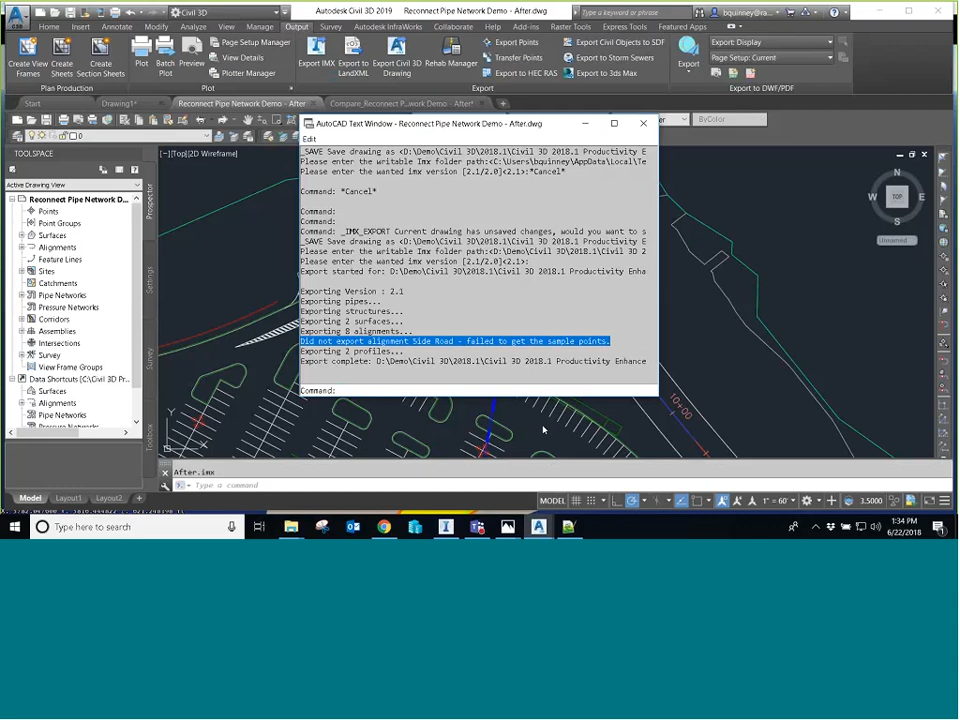 Civil 3D
Autodesk Civil 3D 2019 Reconnect Pipe Network Demo - After.dwg
Type a keyword or phrase
bquinney@ra...
Home Insert Annotate Modify Analyze View Manage Output Survey Autodesk InfraWorks Collaborate Help Add-ins Express Tools Featured Apps
Create View Frames
Create Sheets
Create Section Sheets
Plan Production
Plot
Batch Plot
Preview
Page Setup Manager
View Details
Plotter Manager
Plot
Export IMX
Export to LandXML
Export Civil 3D Drawing
Rehab Manager
Export Points
Transfer Points
Export to HEC RAS
Export Civil Objects to SDF
Export to Storm Sewers
Export to 3ds Max
Export
Export
Export: Display
Page Setup: Current
Export to DWF/PDF
Start Drawing1* Reconnect Pipe Network Demo - After Compare_Reconnect P...work Demo - After*
0
ByColor
TOOLSPACE
Active Drawing View
Reconnect Pipe Network D...
Points
Point Groups
Surfaces
Alignments
Feature Lines
Sites
Catchments
Pipe Networks
Pressure Networks
Corridors
Assemblies
Intersections
Survey
View Frame Groups
Data Shortcuts [C:\Civil 3D Pr...
Surfaces
Alignments
Pipe Networks
Prospector
Settings
Survey
Toolbox
[-][Top][2D Wireframe]
AutoCAD Text Window - Reconnect Pipe Network Demo - After.dwg
Edit
_SAVE Save drawing as <D:\Demo\Civil 3D\2018.1\Civil 3D 2018.1 Productivity E
Please enter the writable Imx folder path:<C:\Users\bquinney\AppData\Local\Te
Please enter the wanted imx version [2.1/2.0]<2.1>:*Cancel*
Command: *Cancel*
Command:
Command:
Command: _IMX_EXPORT Current drawing has unsaved changes, would you want to s
_SAVE Save drawing as <D:\Demo\Civil 3D\2018.1\Civil 3D 2018.1 Productivity E
Please enter the writable Imx folder path:<D:\Demo\Civil 3D\2018.1\Civil 3D 2
Please enter the wanted imx version [2.1/2.0]<2.1>:
Export started for: D:\Demo\Civil 3D\2018.1\Civil 3D 2018.1 Productivity Enha
Exporting Version : 2.1
Exporting pipes...
Exporting structures...
Exporting 2 surfaces...
Exporting 8 alignments...
Did not export alignment Side Road - failed to get the sample points.
Exporting 2 profiles...
Export complete: D:\Demo\Civil 3D\2018.1\Civil 3D 2018.1 Productivity Enhance
Command:
N
W TOP E
S
Unnamed
10+00
Y
X
After.imx
Type a command
Model Layout1 Layout2 +
MODEL 1" = 60' 3.5000
Type here to search
1:34 PM
6/22/2018
1